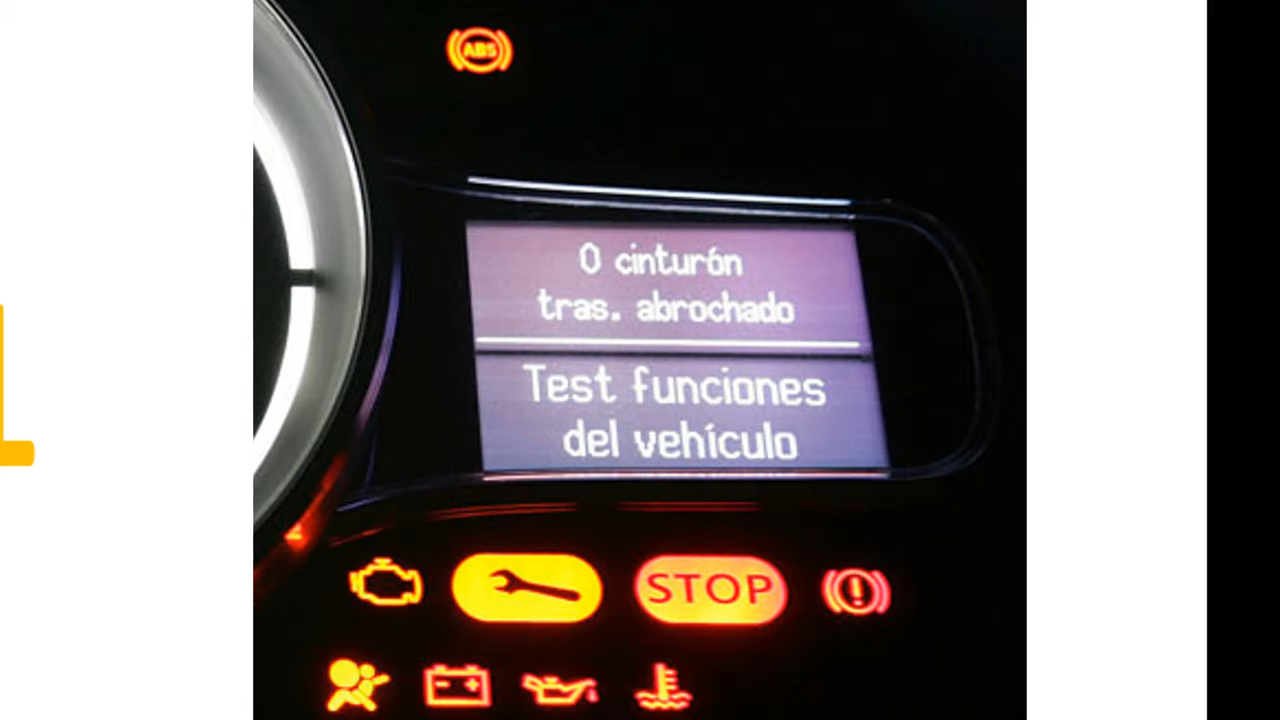 ABS
0 cinturón
tras. abrochado
Test funciones
del vehículo
STOP